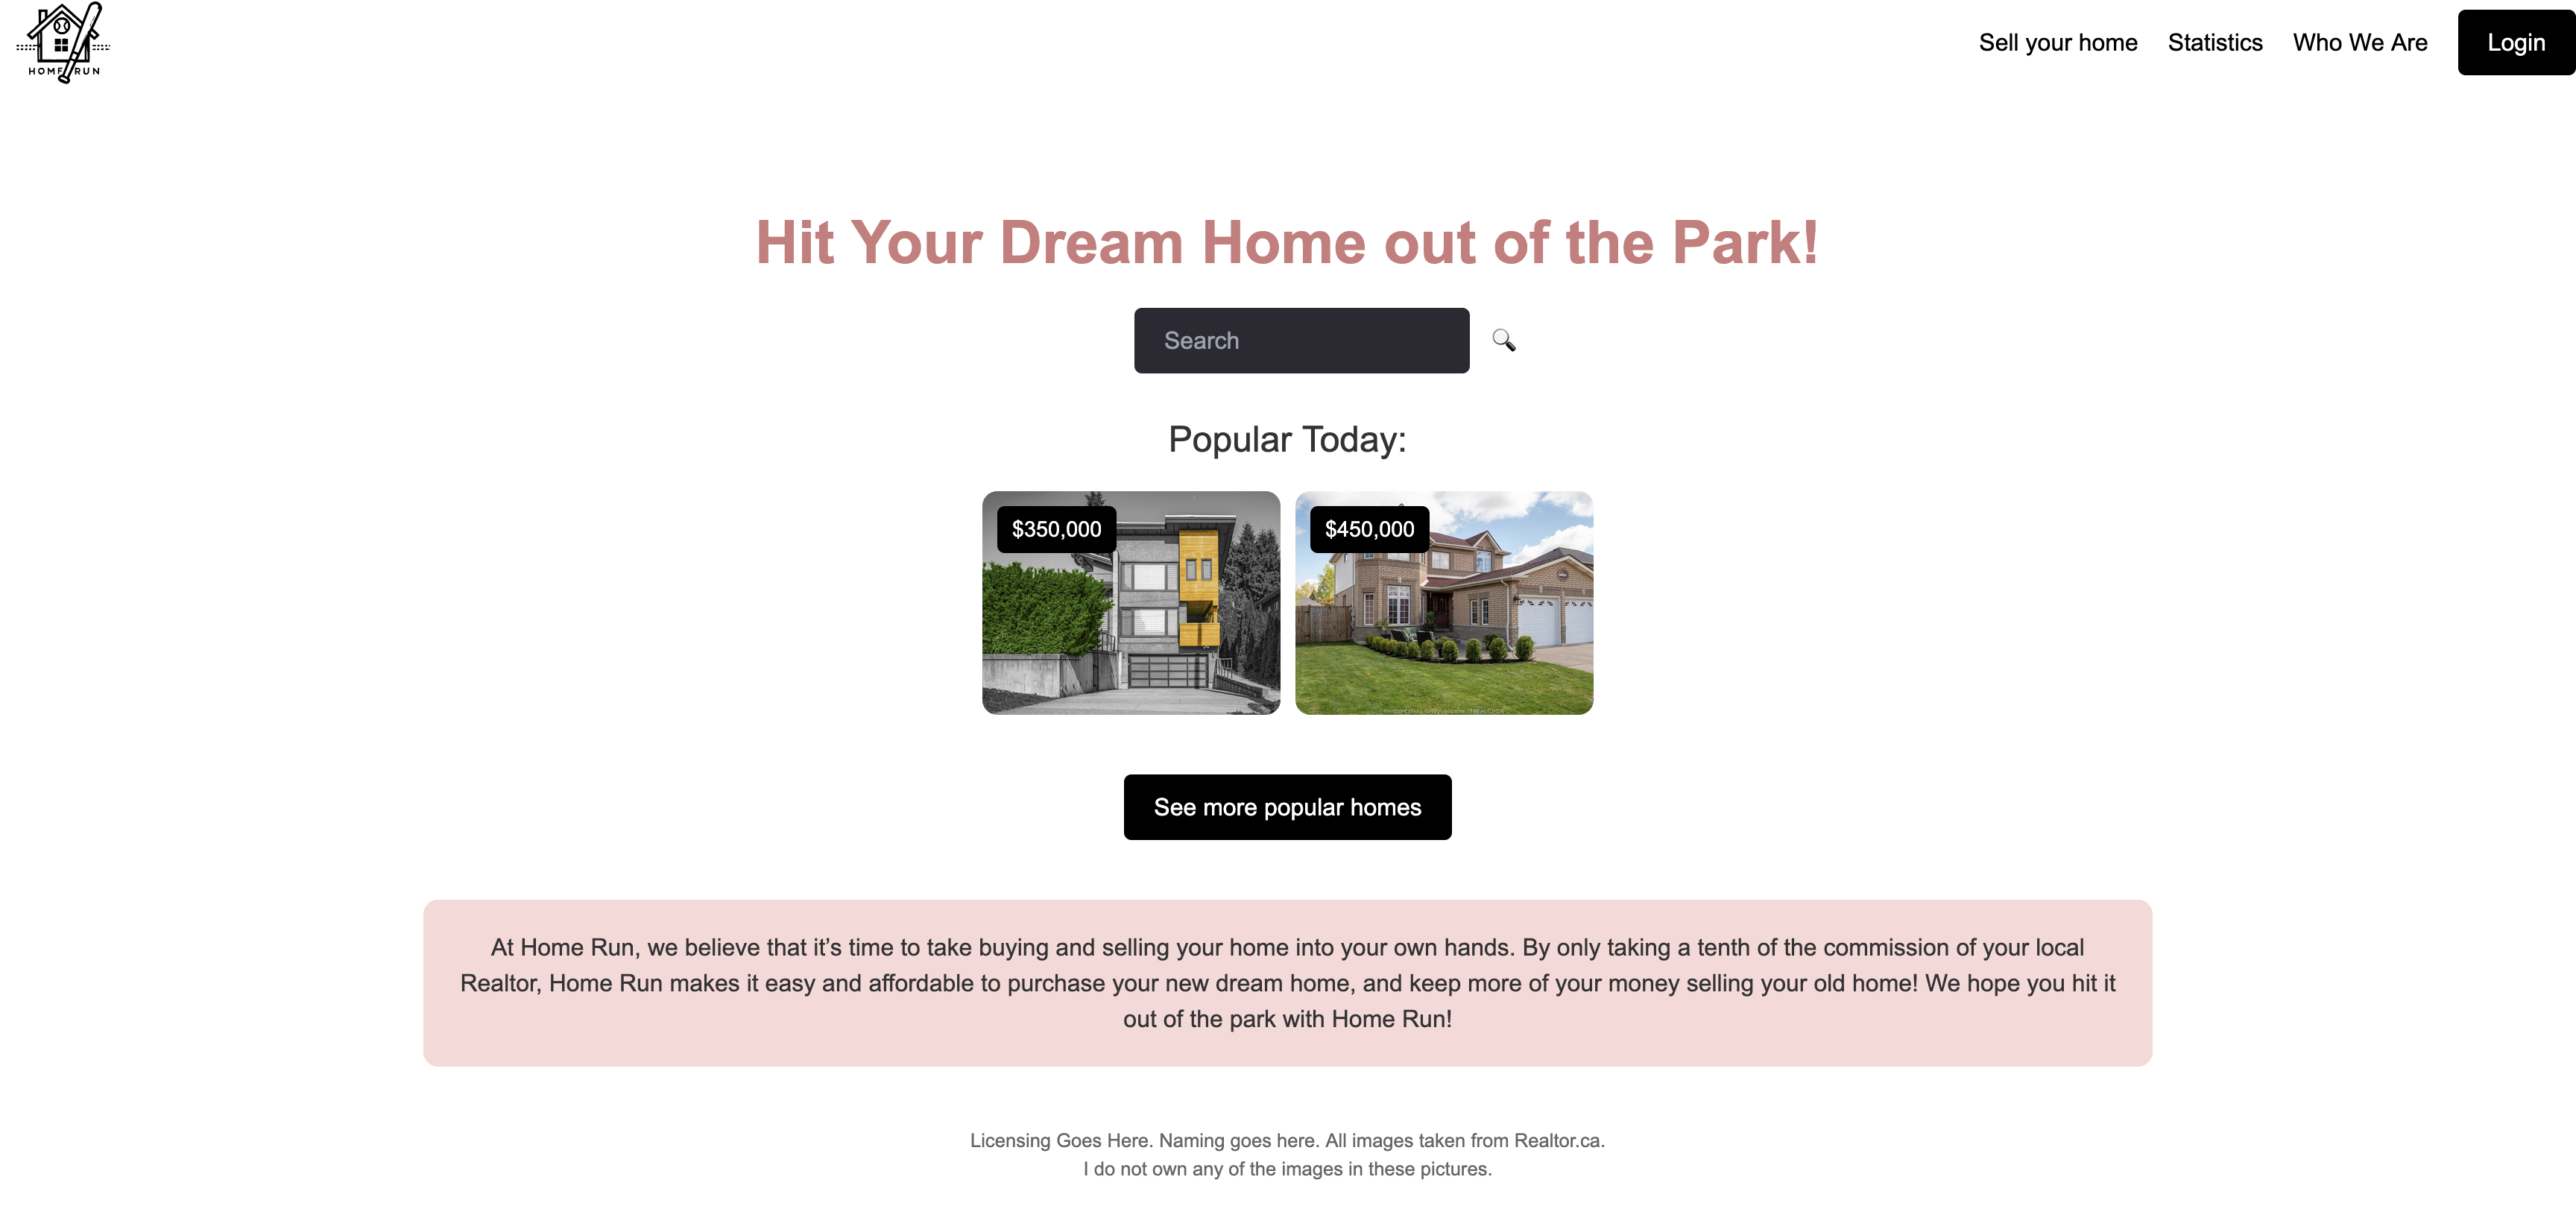 HOME RUN
Sell your home
Statistics
Who We Are
Login
Hit Your Dream Home out of the Park!
Search
Popular Today:
$350,000
$450,000
See more popular homes
At Home Run, we believe that it’s time to take buying and selling your home into your own hands. By only taking a tenth of the commission of your local
Realtor, Home Run makes it easy and affordable to purchase your new dream home, and keep more of your money selling your old home! We hope you hit it
out of the park with Home Run!
Licensing Goes Here. Naming goes here. All images taken from Realtor.ca.
I do not own any of the images in these pictures.